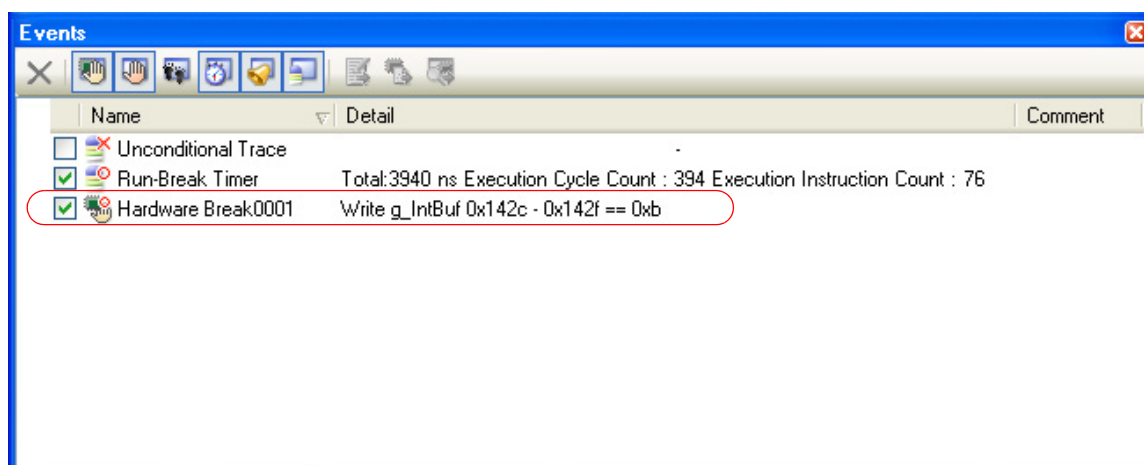 Events
Name Detail Comment
Unconditional Trace -
Run-Break Timer Total:3940 ns Execution Cycle Count : 394 Execution Instruction Count : 76
Hardware Break0001 Write g_IntBuf 0x142c - 0x142f == 0xb